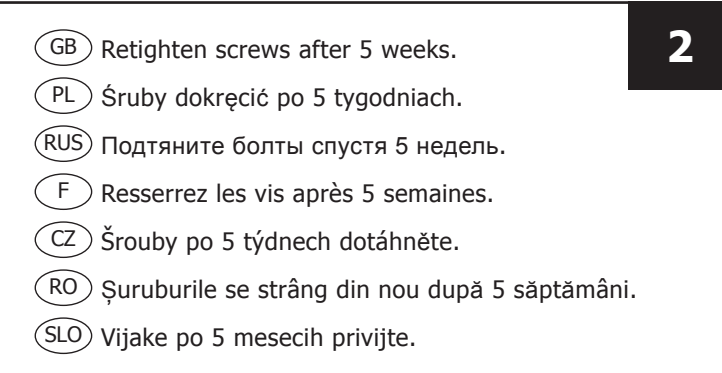 2
GB Retighten screws after 5 weeks.
PL Śruby dokręcić po 5 tygodniach.
RUS Подтяните болты спустя 5 недель.
F Resserrez les vis après 5 semaines.
CZ Šrouby po 5 týdnech dotáhněte.
RO Șuruburile se strâng din nou după 5 săptămâni.
SLO Vijake po 5 mesecih privijte.